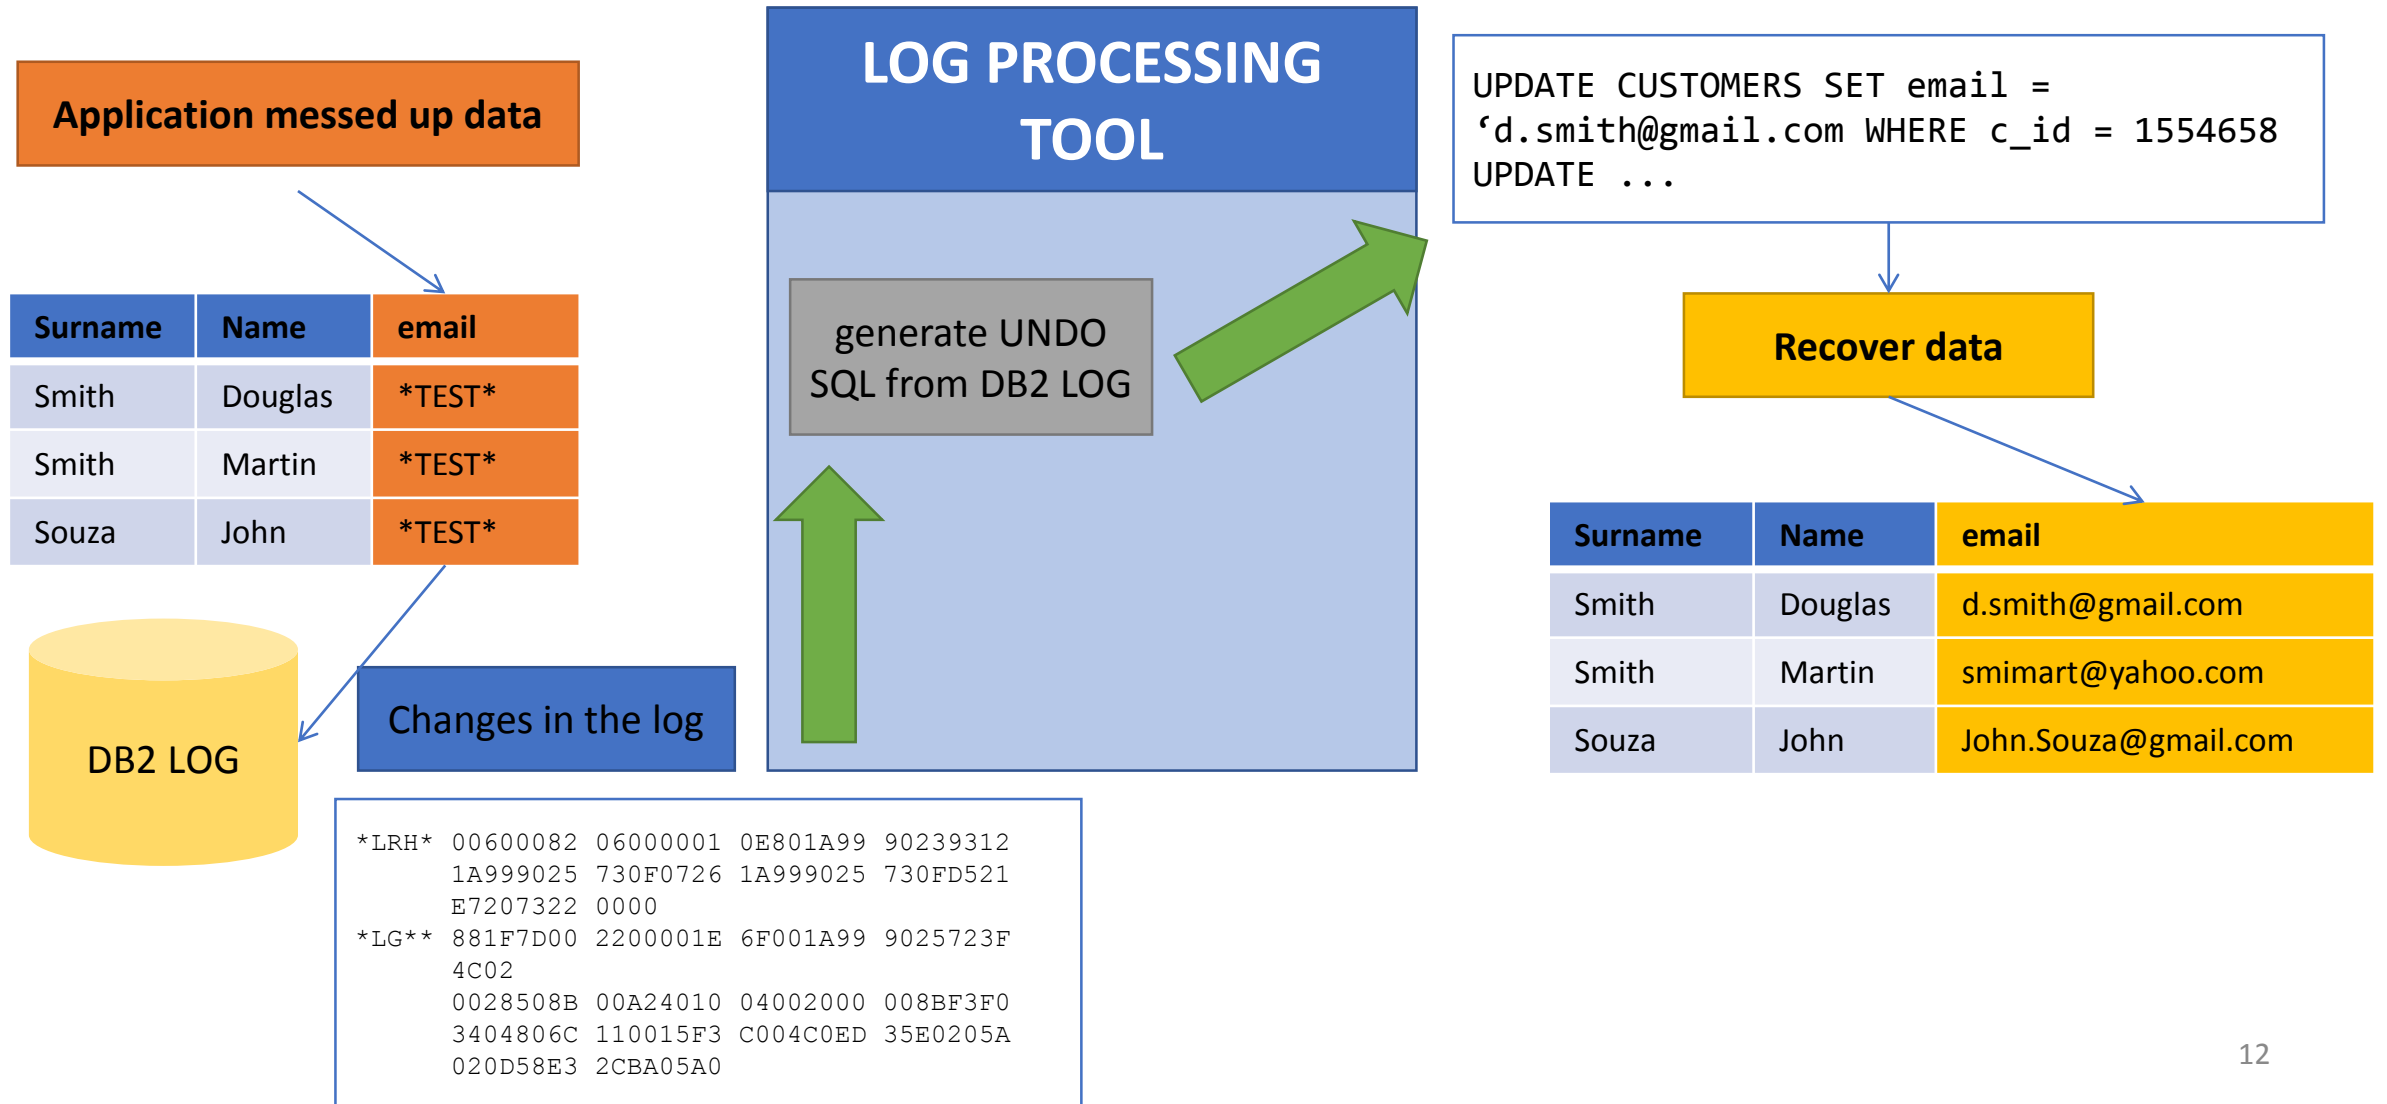 Application messed up data
Surname Name email
Smith Douglas *TEST*
Smith Martin *TEST*
Souza John *TEST*
DB2 LOG
Changes in the log
*LRH* 00600082 06000001 0E801A99 90239312
1A999025 730F0726 1A999025 730FD521
E7207322 0000
*LG** 881F7D00 2200001E 6F001A99 9025723F
4C02
0028508B 00A24010 04002000 008BF3F0
3404806C 110015F3 C004C0ED 35E0205A
020D58E3 2CBA05A0
LOG PROCESSING
TOOL
generate UNDO
SQL from DB2 LOG
UPDATE CUSTOMERS SET email =
‘d.smith@gmail.com WHERE c_id = 1554658
UPDATE ...
Recover data
Surname Name email
Smith Douglas d.smith@gmail.com
Smith Martin smimart@yahoo.com
Souza John John.Souza@gmail.com
12